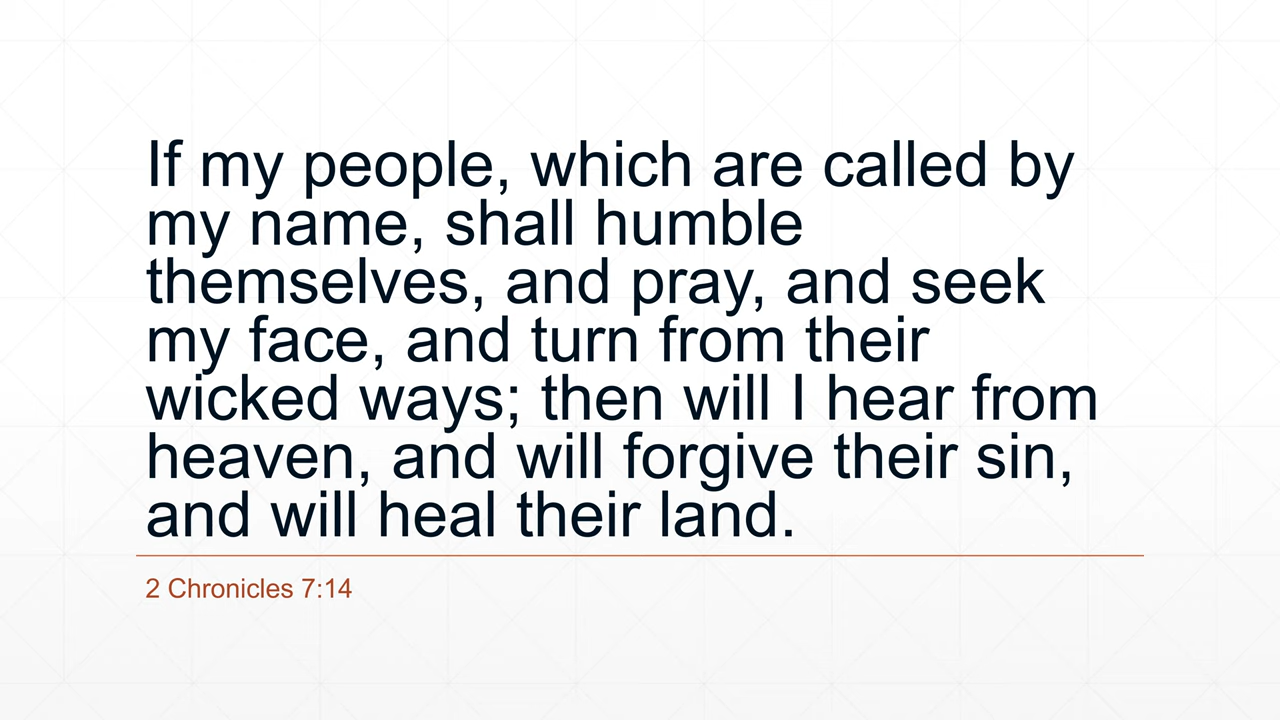 If my people, which are called by
my name, shall humble
themselves, and pray, and seek
my face, and turn from their
wicked ways; then will I hear from
heaven, and will forgive their sin,
and will heal their land.
2 Chronicles 7:14